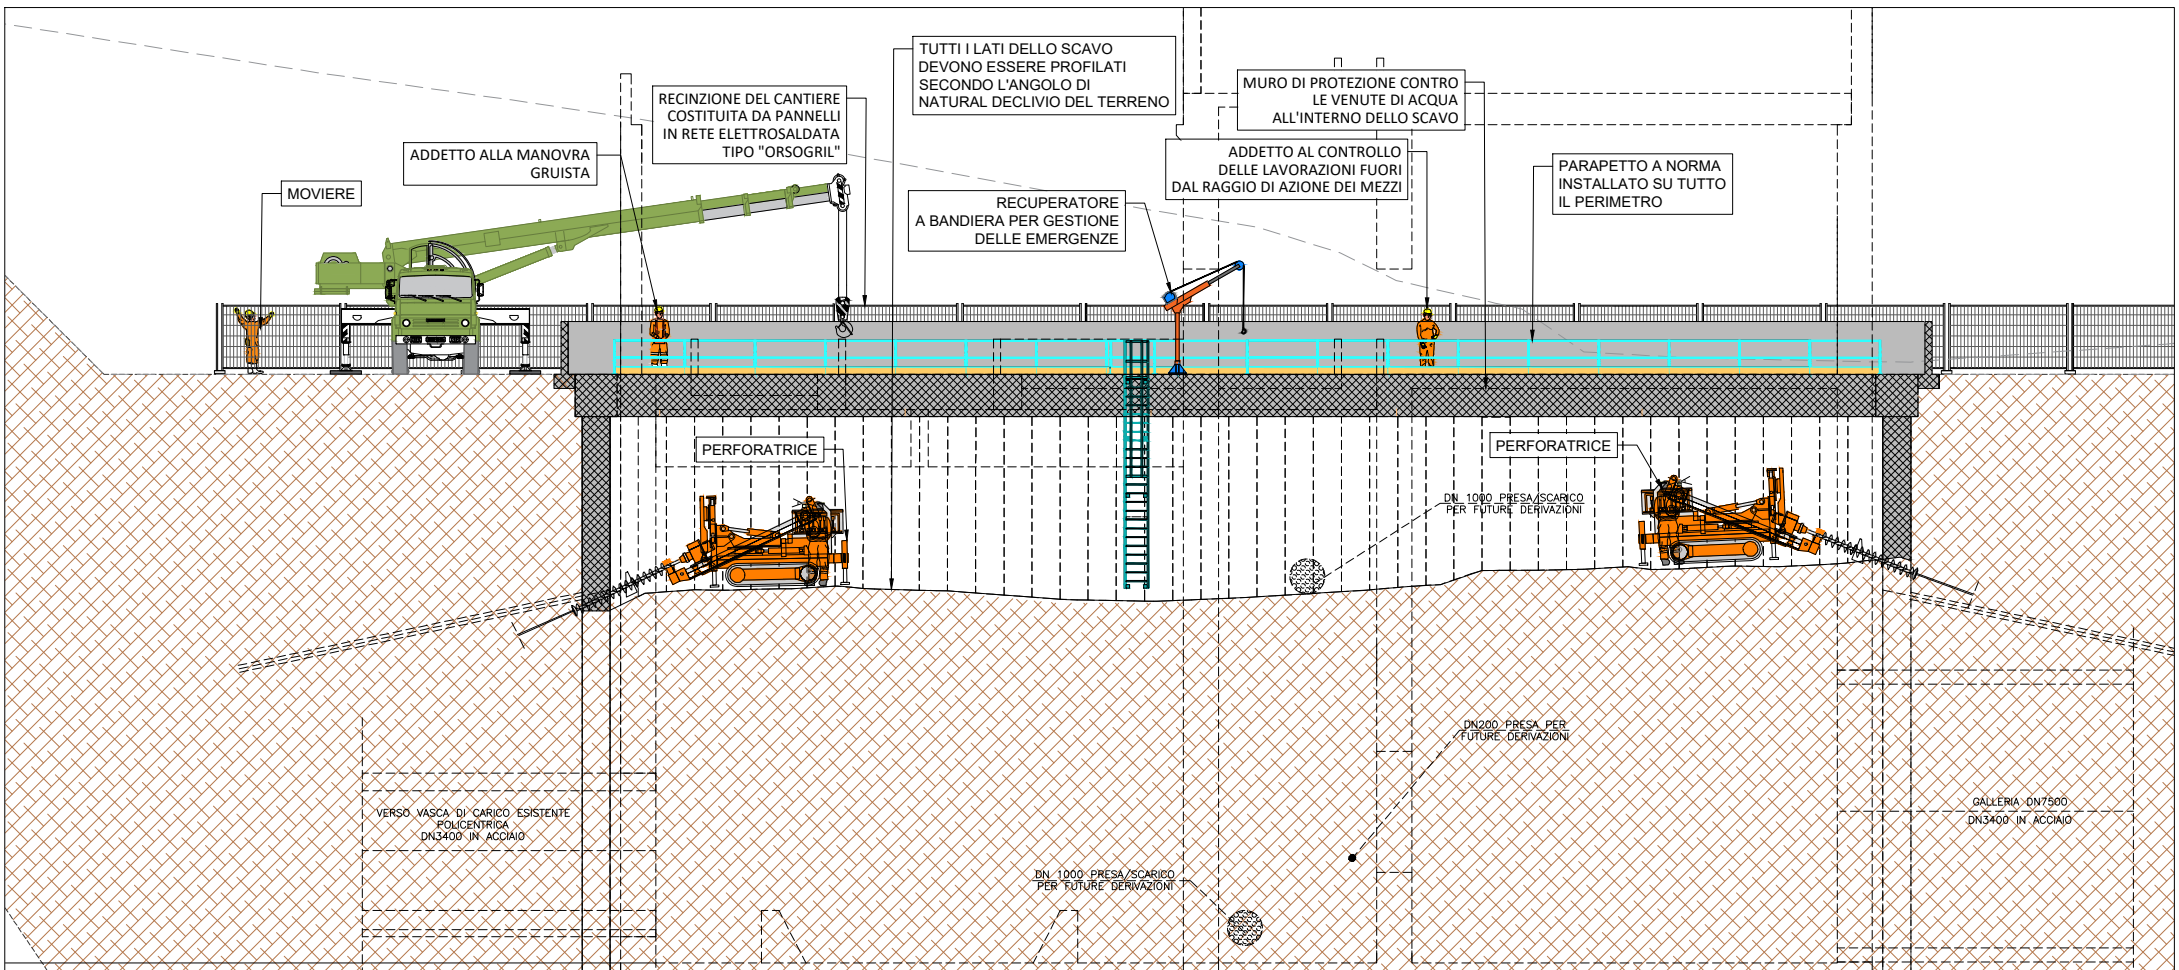 TUTTI I LATI DELLO SCAVO
DEVONO ESSERE PROFILATI
SECONDO L'ANGOLO DI
NATURAL DECLIVIO DEL TERRENO
MURO DI PROTEZIONE CONTRO
LE VENUTE DI ACQUA
ALL'INTERNO DELLO SCAVO
RECINZIONE DEL CANTIERE
COSTITUITA DA PANNELLI
IN RETE ELETTROSALDATA
TIPO "ORSOGRIL"
ADDETTO ALLA MANOVRA
GRUISTA
ADDETTO AL CONTROLLO
DELLE LAVORAZIONI FUORI
DAL RAGGIO DI AZIONE DEI MEZZI
PARAPETTO A NORMA
INSTALLATO SU TUTTO
IL PERIMETRO
MOVIERE
RECUPERATORE
A BANDIERA PER GESTIONE
DELLE EMERGENZE
PERFORATRICE
PERFORATRICE
DN 1000 PRESA/SCARICO
PER FUTURE DERIVAZIONI
DN200 PRESA PER
FUTURE DERIVAZIONI
VERSO VASCA DI CARICO ESISTENTE
POLICENTRICA
DN3400 IN ACCIAIO
GALLERIA DN7500
DN3400 IN ACCIAIO
DN 1000 PRESA/SCARICO
PER FUTURE DERIVAZIONI